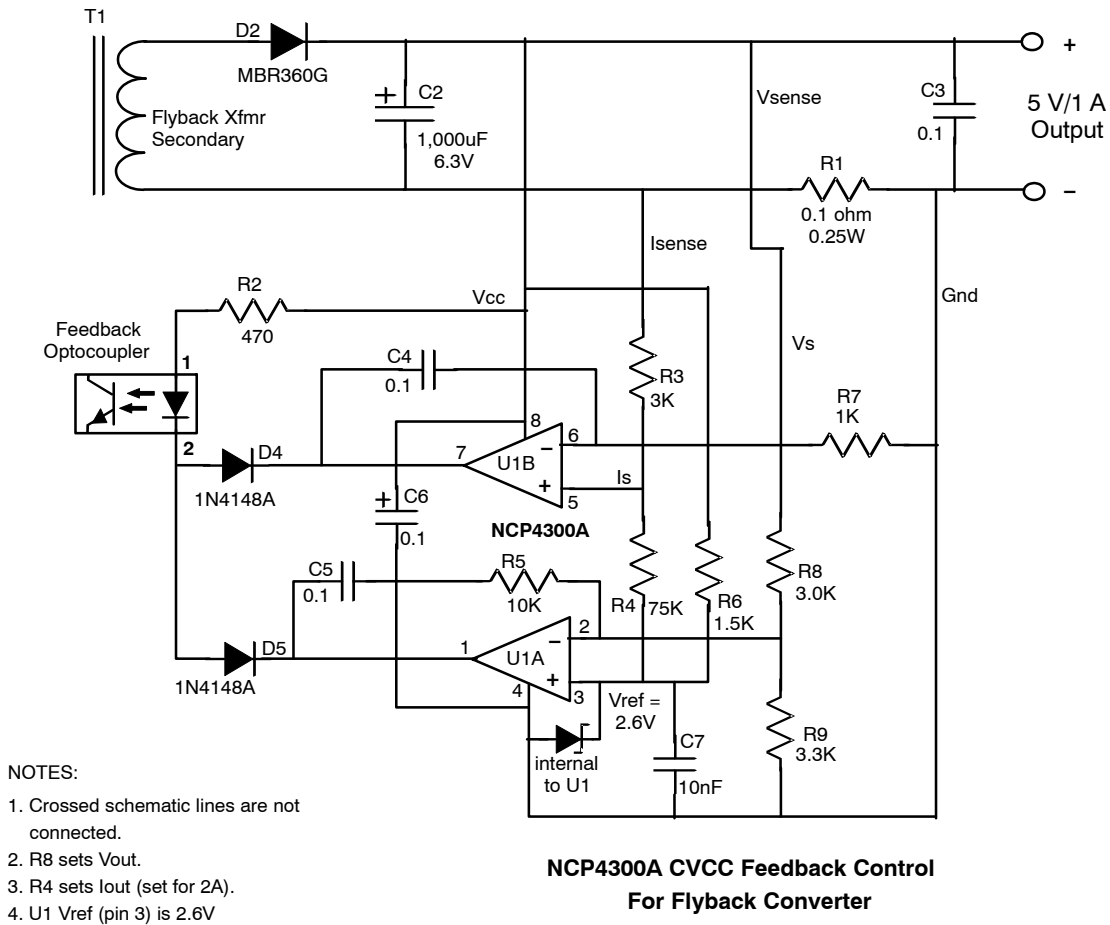 T1
D2
MBR360G
Flyback Xfmr
Secondary
+
C2
1,000uF
6.3V
Vsense
C3
0.1
+
5 V/1 A
Output
R1
0.1 ohm
0.25W
−
Isense
Gnd
R2
470
Vcc
Feedback
Optocoupler
1
2
C4
0.1
R3
3K
Vs
R7
1K
D4
1N4148A
7
8
U1B
−
+
6
5
Is
NCP4300A
+
C6
0.1
C5
0.1
R5
10K
R4
75K
R6
1.5K
R8
3.0K
D5
1N4148A
1
U1A
−
+
2
3
4
Vref =
2.6V
internal
to U1
C7
10nF
R9
3.3K
NOTES:
1. Crossed schematic lines are not
connected.
2. R8 sets Vout.
3. R4 sets Iout (set for 2A).
4. U1 Vref (pin 3) is 2.6V
NCP4300A CVCC Feedback Control
For Flyback Converter